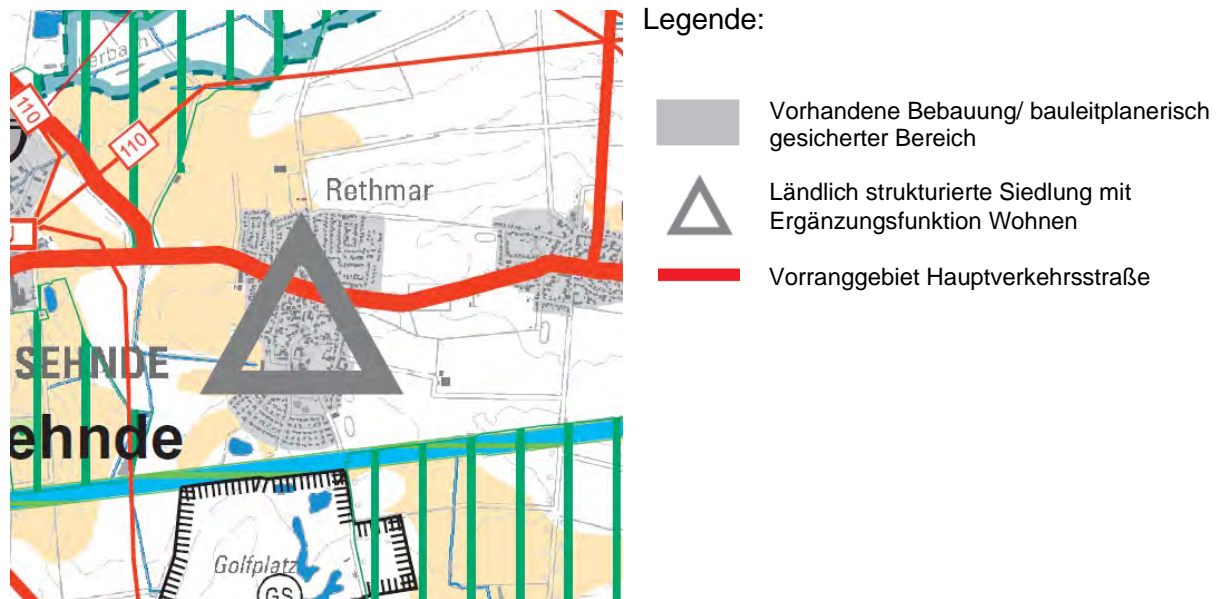 Legende:
Vorhandene Bebauung/ bauleitplanerisch
gesicherter Bereich
Ländlich strukturierte Siedlung mit
Ergänzungsfunktion Wohnen
Vorranggebiet Hauptverkehrsstraße
erbach
110
110
Rethmar
SEHNDE
ehnde
Golfplatz
GS